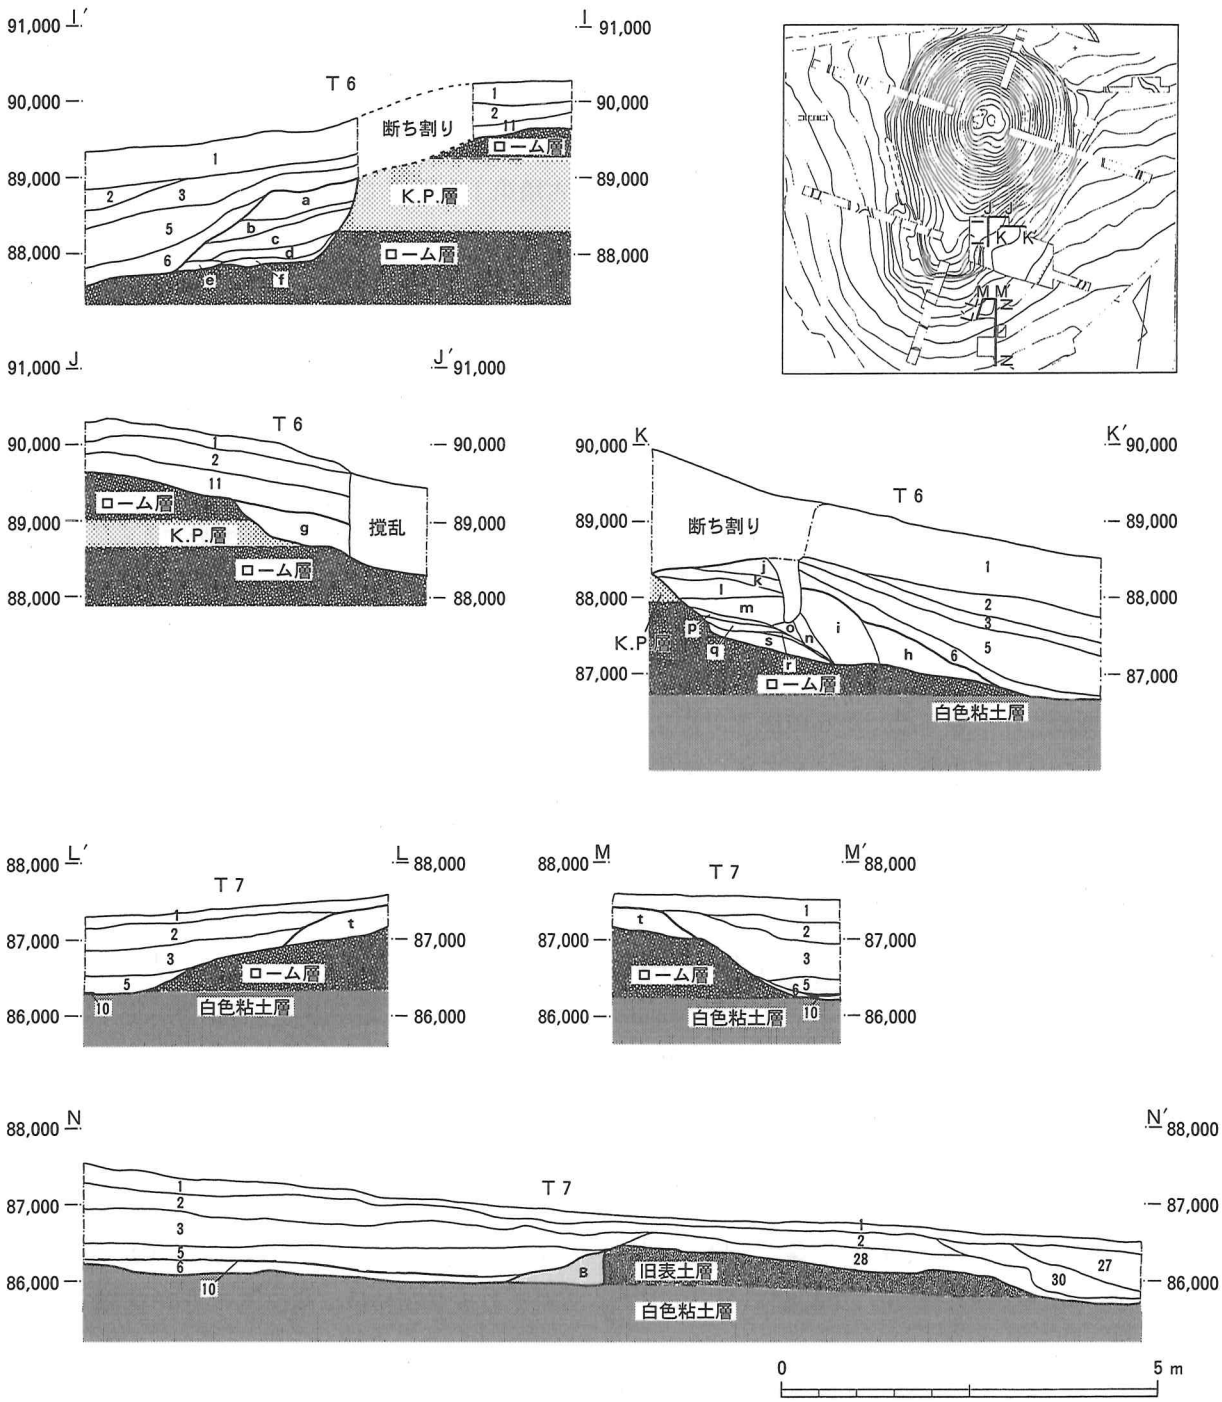 I′ I
91,000 91,000
T 6
90,000 90,000
89,000 89,000
88,000 88,000
断ち割り
1
2
11
ローム層
1
2 3
a
K.P.層
5
b
c
d
6
e f
ローム層
J J′
91,000 91,000
T 6
90,000 90,000
89,000 89,000
88,000 88,000
1
2
11
ローム層
K.P.層
g
撹乱
ローム層
J J′
I
K K′
M M′
N
L
N′
K K′
90,000 90,000
T 6
89,000 89,000
88,000 88,000
87,000 87,000
断ち割り
1
j
k
l
2
m
3
p o i
5
n
q s h 6
K.P層
r
ローム層
白色粘土層
L′ L
88,000 88,000
T 7
87,000 87,000
86,000 86,000
1
t
2
3
ローム層
5
10
白色粘土層
M M′
88,000 88,000
T 7
87,000 87,000
86,000 86,000
t 1
2
3
ローム層
5
6
10
白色粘土層
N N′
88,000 88,000
T 7
87,000 87,000
86,000 86,000
1
2
3
5
6
10
B
旧表土層
1
2
28
27
30
白色粘土層
0 5 m